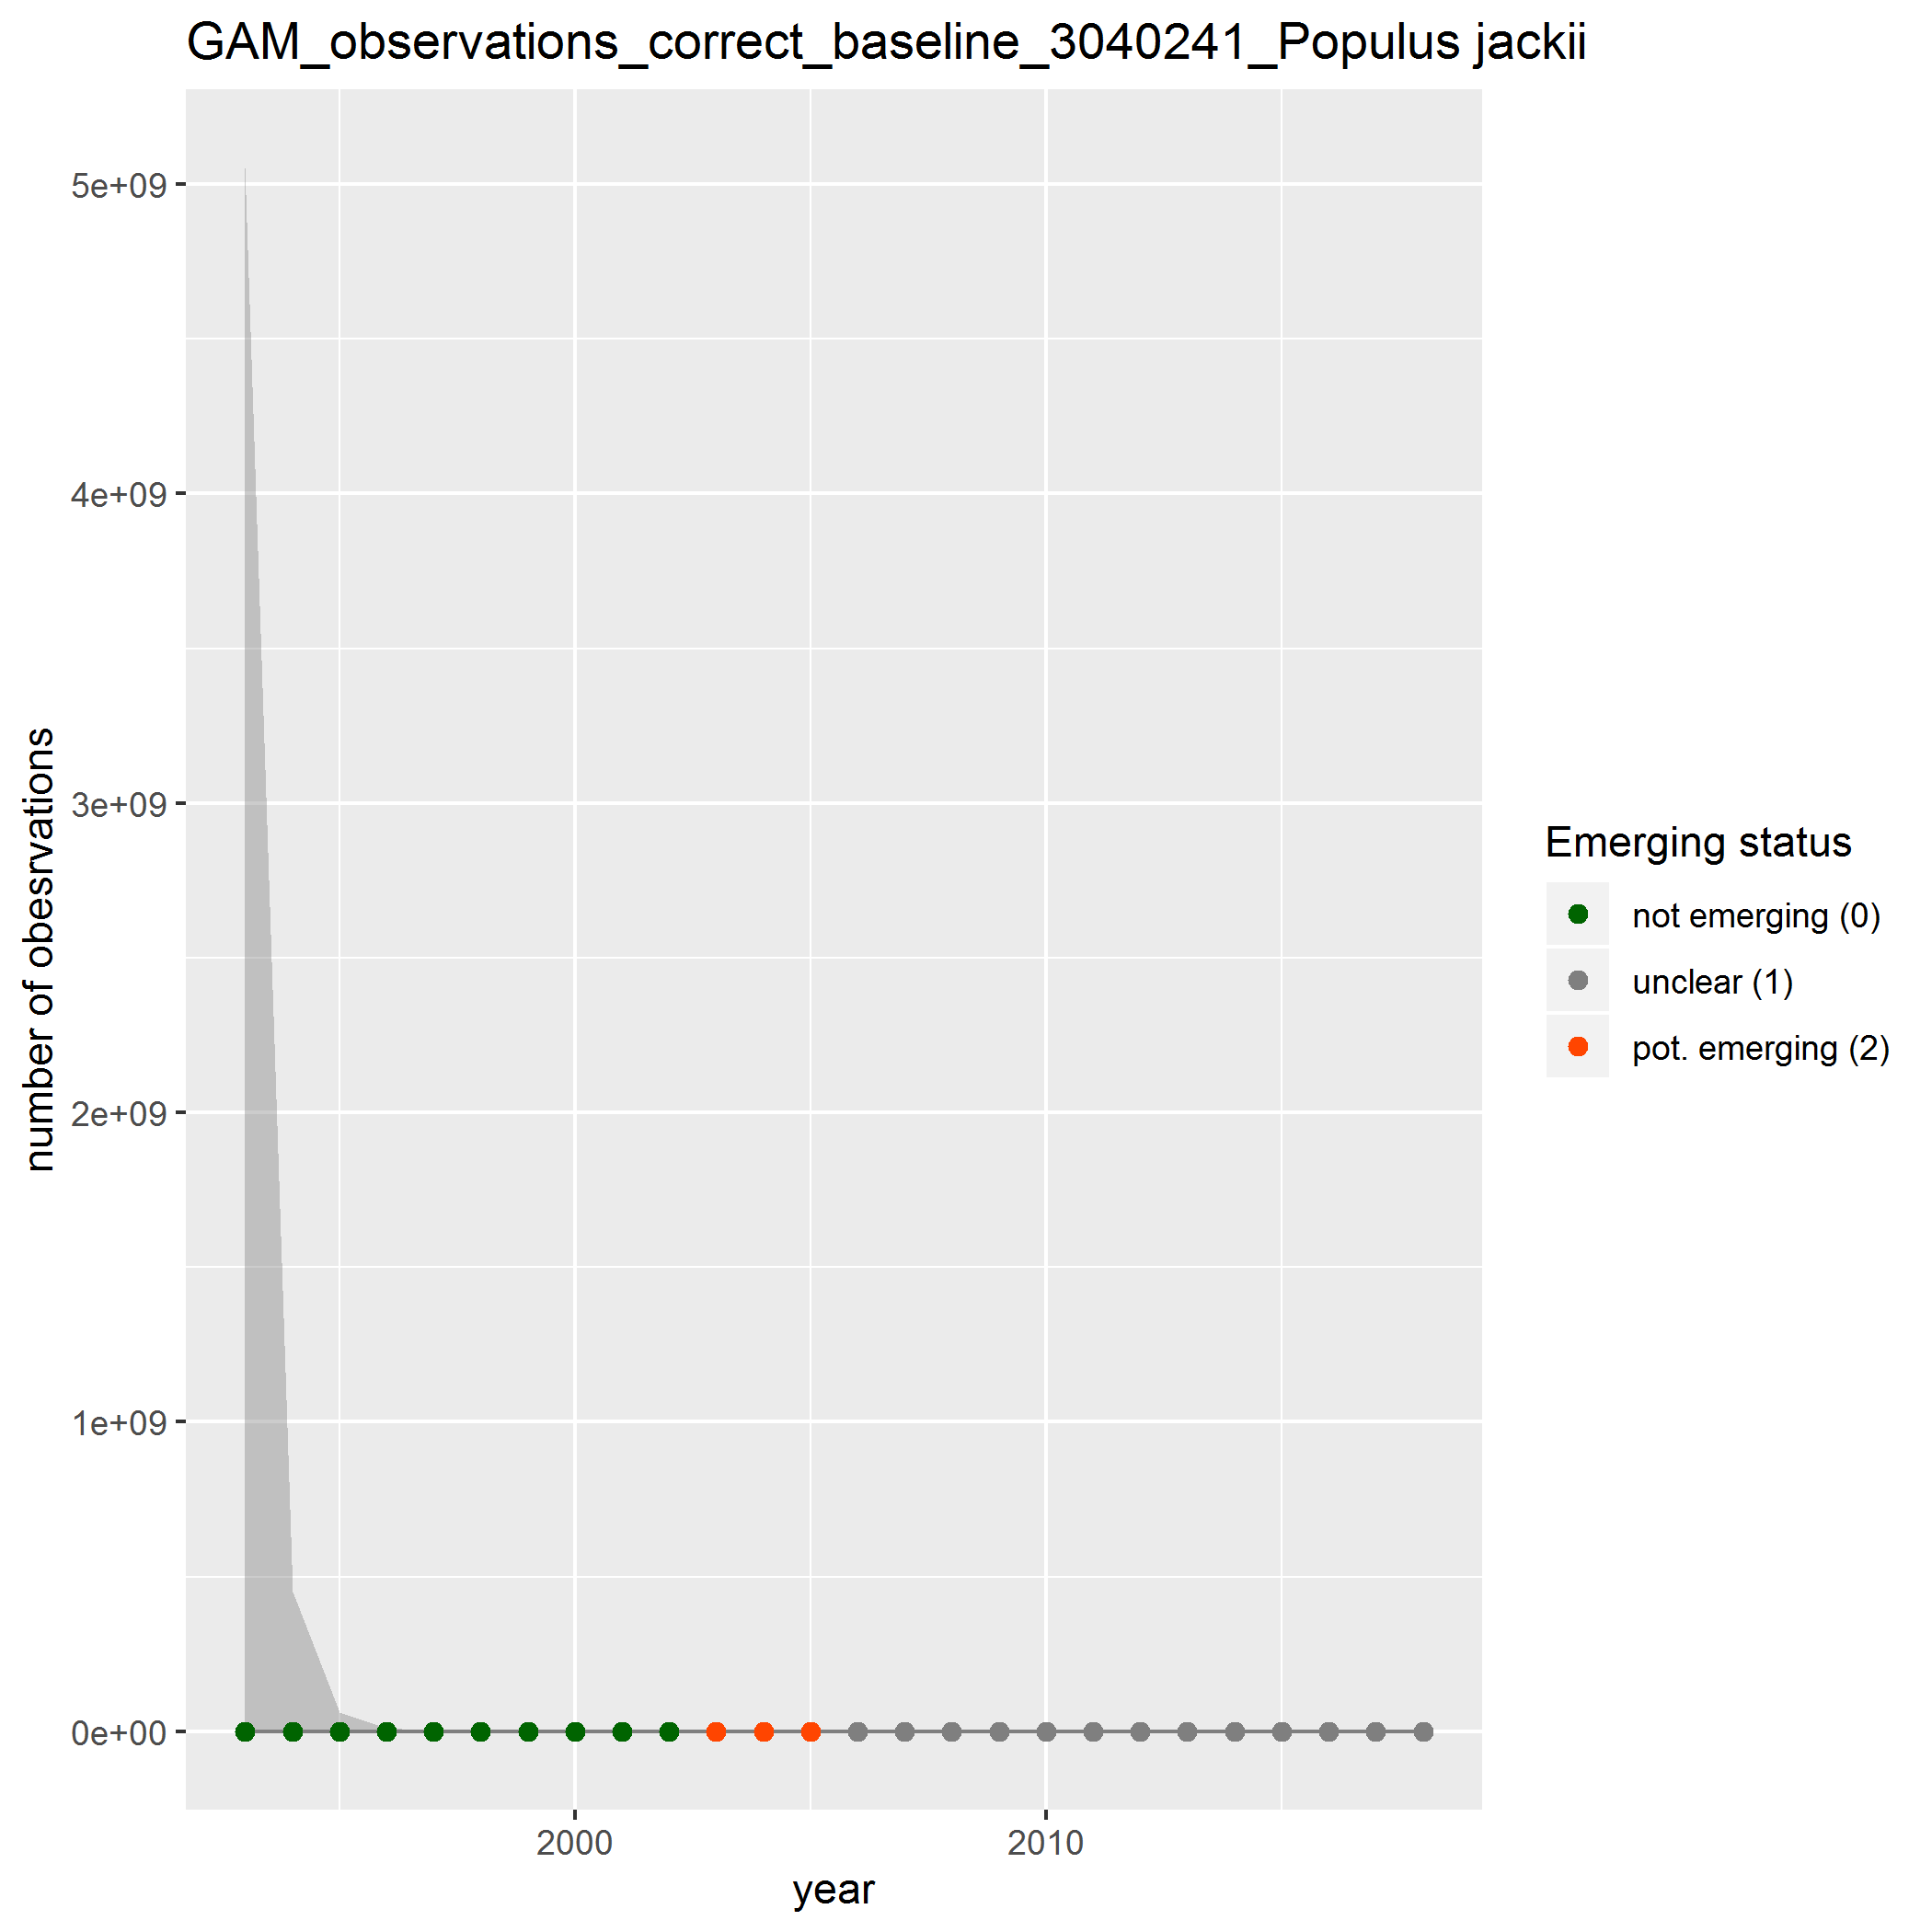 GAM_observations_correct_baseline_3040241_Populus jackii
5e+09
4e+09
3e+09
2e+09
1e+09
0e+00
number of obesrvations
2000
2010
year
Emerging status
not emerging (0)
unclear (1)
pot. emerging (2)